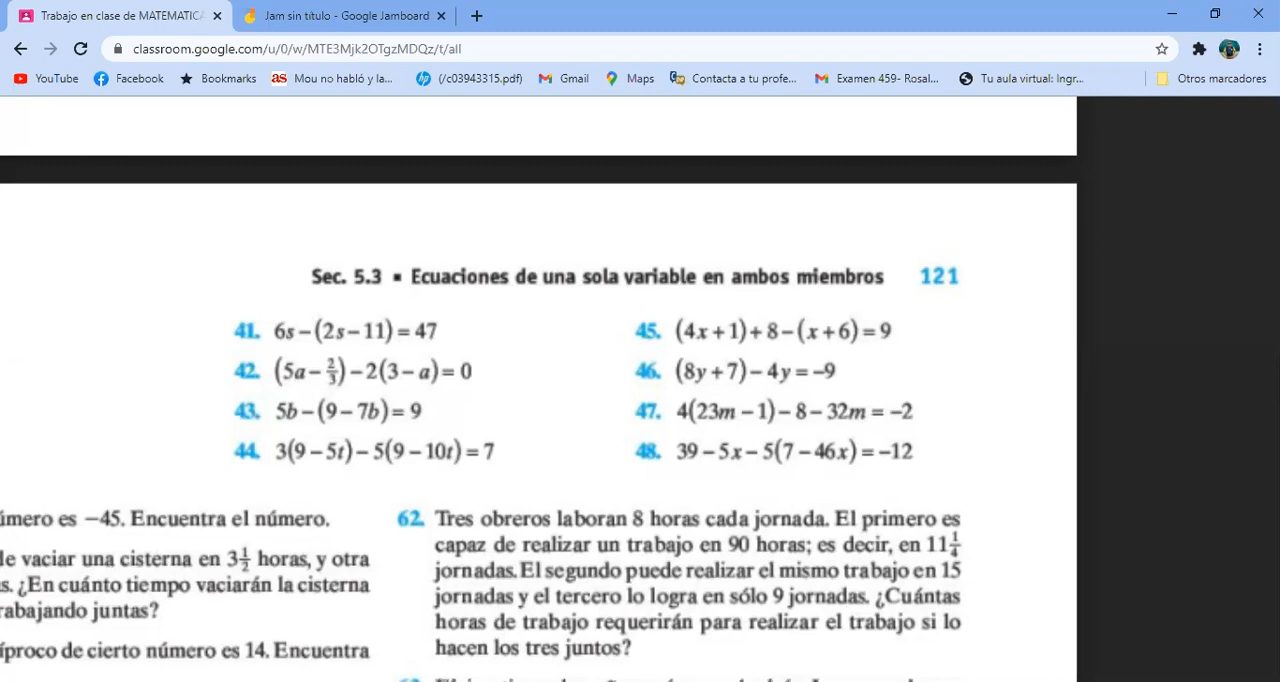 Trabajo en clase de MATEMATICA
Jam sin título - Google Jamboard
classroom.google.com/u/0/w/MTE3Mjk2OTgzMDQz/t/all
YouTube
Facebook
Bookmarks
as Mou no habló y la...
hp (/c03943315.pdf)
Gmail
Maps
Contacta a tu profe...
Examen 459- Rosal...
Tu aula virtual: Ingr...
Otros marcadores
Sec. 5.3 ▪ Ecuaciones de una sola variable en ambos miembros 121
41. 6s – (2s – 11) = 47
42. (5a – 2/3) – 2(3 – a) = 0
43. 5b – (9 – 7b) = 9
44. 3(9 – 5t) – 5(9 – 10t) = 7
45. (4x + 1) + 8 – (x + 6) = 9
46. (8y + 7) – 4y = –9
47. 4(23m – 1) – 8 – 32m = –2
48. 39 – 5x – 5(7 – 46x) = –12
úmero es –45. Encuentra el número.
le vaciar una cisterna en 3 1/2 horas, y otra
s. ¿En cuánto tiempo vaciarán la cisterna
rabajando juntas?
íproco de cierto número es 14. Encuentra
62. Tres obreros laboran 8 horas cada jornada. El primero es
capaz de realizar un trabajo en 90 horas; es decir, en 11 1/4
jornadas. El segundo puede realizar el mismo trabajo en 15
jornadas y el tercero lo logra en sólo 9 jornadas. ¿Cuántas
horas de trabajo requerirán para realizar el trabajo si lo
hacen los tres juntos?